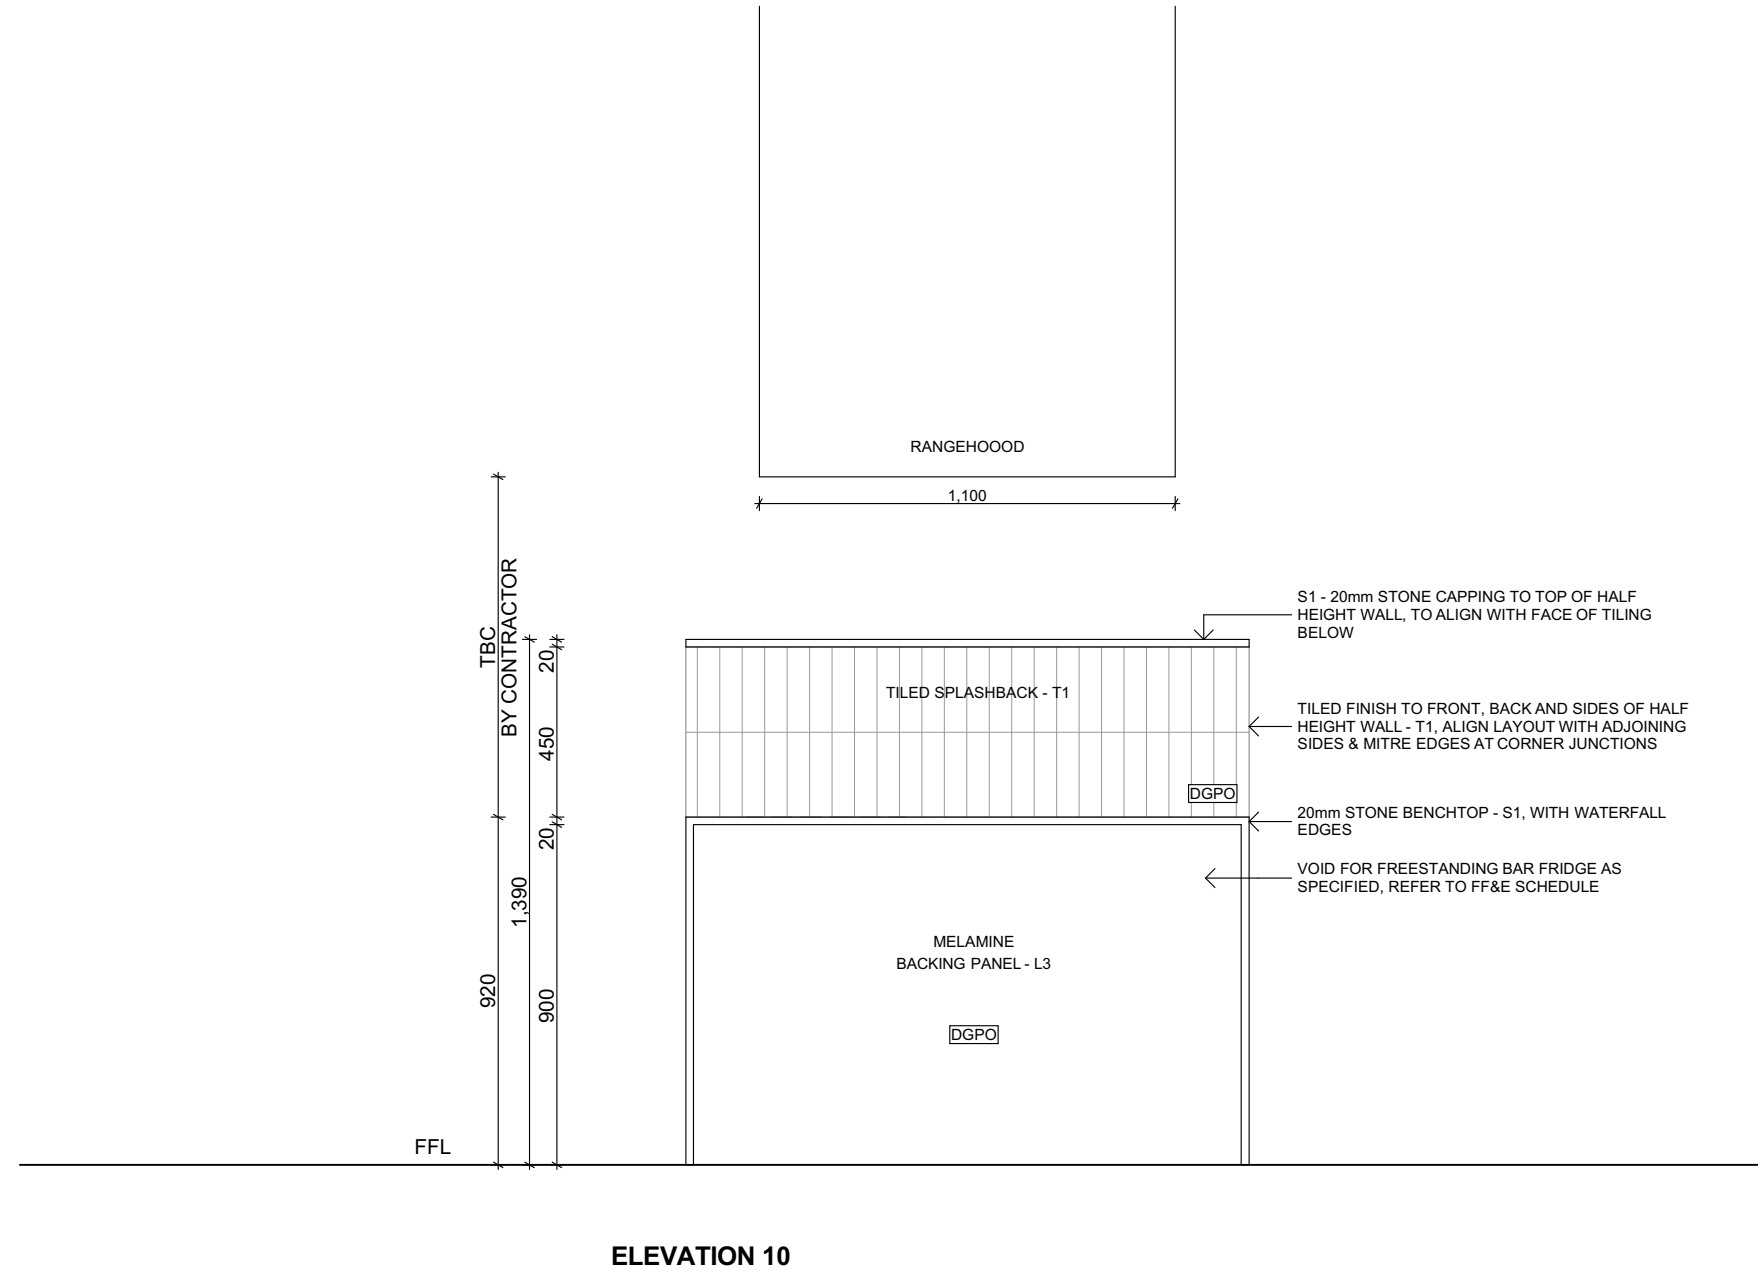 RANGEHOOOD
1,100
TBC
BY CONTRACTOR
S1 - 20mm STONE CAPPING TO TOP OF HALF
HEIGHT WALL, TO ALIGN WITH FACE OF TILING
BELOW
20
TILED SPLASHBACK - T1
TILED FINISH TO FRONT, BACK AND SIDES OF HALF
HEIGHT WALL - T1, ALIGN LAYOUT WITH ADJOINING
SIDES & MITRE EDGES AT CORNER JUNCTIONS
450
DGPO
20mm STONE BENCHTOP - S1, WITH WATERFALL
EDGES
20
VOID FOR FREESTANDING BAR FRIDGE AS
SPECIFIED, REFER TO FF&E SCHEDULE
1,390
MELAMINE
BACKING PANEL - L3
920
900
DGPO
FFL
ELEVATION 10